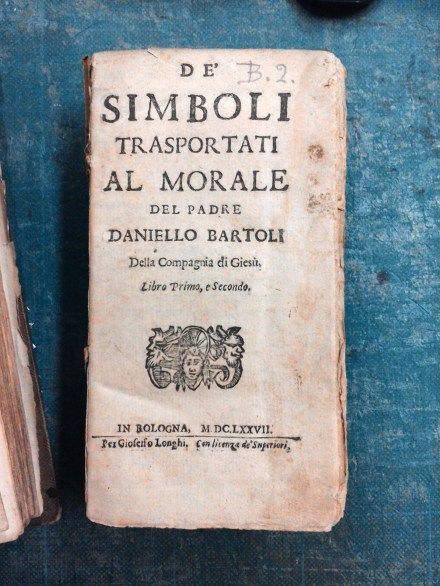 DE' B. 2.
SIMBOLI
TRASPORTATI
AL MORALE
DEL PADRE
DANIELLO BARTOLI
Della Compagnia di Giesù.
Libro Primo, e Secondo.
IN BOLOGNA, M DC.LXXVII.
Per Gioseffo Longhi. Con licenza de' Superiori,